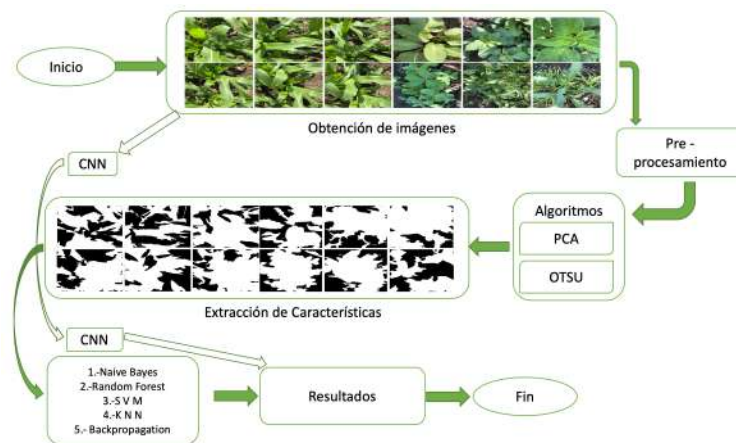 Inicio
Obtención de imágenes
Pre -
procesamiento
CNN
Algoritmos
PCA
OTSU
Extracción de Características
CNN
1.-Naive Bayes
2.-Random Forest
3.-S V M
4.-K N N
5.- Backpropagation
Resultados
Fin